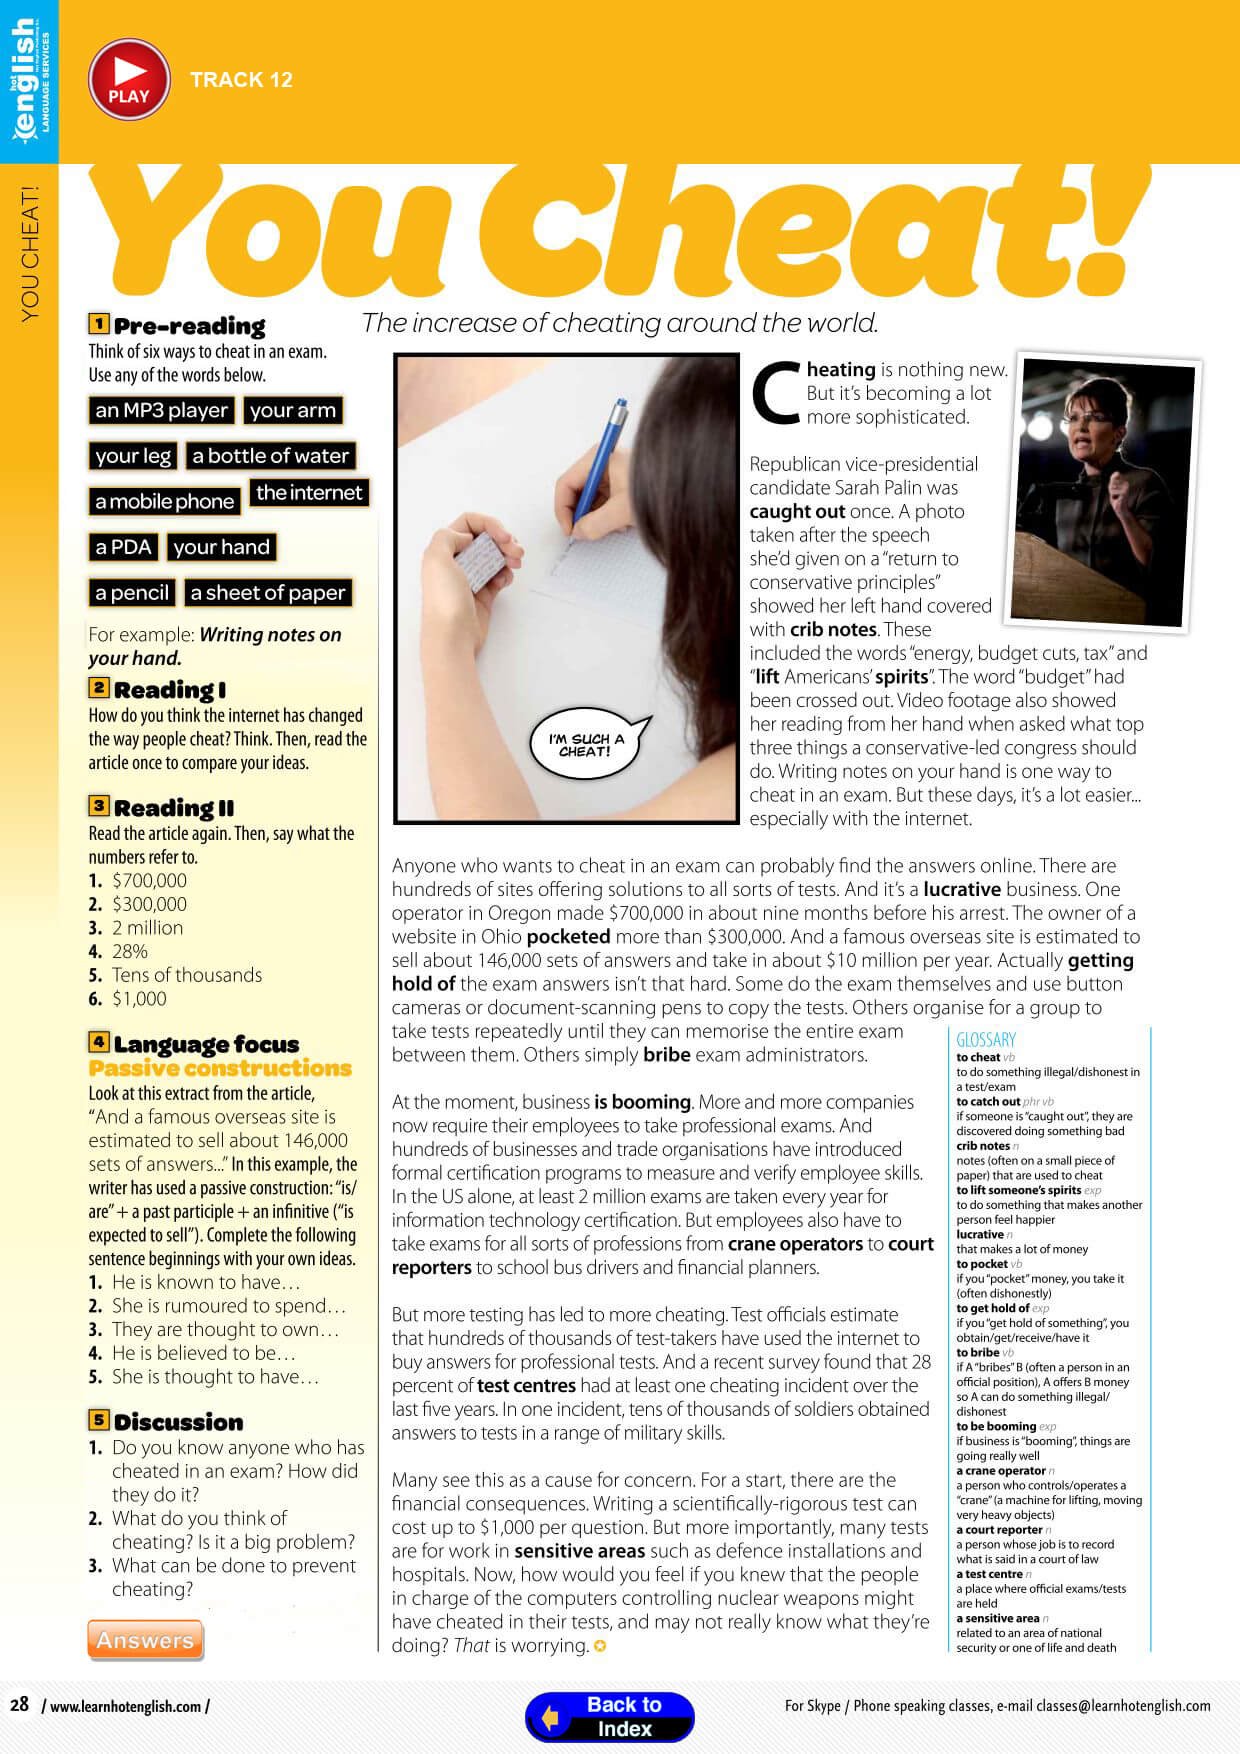 hot
english
LANGUAGE SERVICES
YOU CHEAT!
PLAY
TRACK 12
You Cheat!
The increase of cheating around the world.
1 Pre-reading
Think of six ways to cheat in an exam.
Use any of the words below.
an MP3 player your arm
your leg a bottle of water
a mobile phone the internet
a PDA your hand
a pencil a sheet of paper
For example: Writing notes on
your hand.
2 Reading I
How do you think the internet has changed
the way people cheat? Think. Then, read the
article once to compare your ideas.
3 Reading II
Read the article again. Then, say what the
numbers refer to.
1. $700,000
2. $300,000
3. 2 million
4. 28%
5. Tens of thousands
6. $1,000
4 Language focus
Passive constructions
Look at this extract from the article,
“And a famous overseas site is
estimated to sell about 146,000
sets of answers...” In this example, the
writer has used a passive construction: “is/
are” + a past participle + an infinitive (“is
expected to sell”). Complete the following
sentence beginnings with your own ideas.
1. He is known to have…
2. She is rumoured to spend…
3. They are thought to own…
4. He is believed to be…
5. She is thought to have…
5 Discussion
1. Do you know anyone who has
cheated in an exam? How did
they do it?
2. What do you think of
cheating? Is it a big problem?
3. What can be done to prevent
cheating?
Answers
I'M SUCH A
CHEAT!
Cheating is nothing new.
But it’s becoming a lot
more sophisticated.
Republican vice-presidential
candidate Sarah Palin was
caught out once. A photo
taken after the speech
she’d given on a “return to
conservative principles”
showed her left hand covered
with crib notes. These
included the words “energy, budget cuts, tax” and
“lift Americans’ spirits”. The word “budget” had
been crossed out. Video footage also showed
her reading from her hand when asked what top
three things a conservative-led congress should
do. Writing notes on your hand is one way to
cheat in an exam. But these days, it’s a lot easier...
especially with the internet.
Anyone who wants to cheat in an exam can probably find the answers online. There are
hundreds of sites offering solutions to all sorts of tests. And it’s a lucrative business. One
operator in Oregon made $700,000 in about nine months before his arrest. The owner of a
website in Ohio pocketed more than $300,000. And a famous overseas site is estimated to
sell about 146,000 sets of answers and take in about $10 million per year. Actually getting
hold of the exam answers isn’t that hard. Some do the exam themselves and use button
cameras or document-scanning pens to copy the tests. Others organise for a group to
take tests repeatedly until they can memorise the entire exam
between them. Others simply bribe exam administrators.
At the moment, business is booming. More and more companies
now require their employees to take professional exams. And
hundreds of businesses and trade organisations have introduced
formal certification programs to measure and verify employee skills.
In the US alone, at least 2 million exams are taken every year for
information technology certification. But employees also have to
take exams for all sorts of professions from crane operators to court
reporters to school bus drivers and financial planners.
But more testing has led to more cheating. Test officials estimate
that hundreds of thousands of test-takers have used the internet to
buy answers for professional tests. And a recent survey found that 28
percent of test centres had at least one cheating incident over the
last five years. In one incident, tens of thousands of soldiers obtained
answers to tests in a range of military skills.
Many see this as a cause for concern. For a start, there are the
financial consequences. Writing a scientifically-rigorous test can
cost up to $1,000 per question. But more importantly, many tests
are for work in sensitive areas such as defence installations and
hospitals. Now, how would you feel if you knew that the people
in charge of the computers controlling nuclear weapons might
have cheated in their tests, and may not really know what they’re
doing? That is worrying.
GLOSSARY
to cheat vb
to do something illegal/dishonest in
a test/exam
to catch out phr vb
if someone is “caught out”, they are
discovered doing something bad
crib notes n
notes (often on a small piece of
paper) that are used to cheat
to lift someone’s spirits exp
to do something that makes another
person feel happier
lucrative n
that makes a lot of money
to pocket vb
if you “pocket” money, you take it
(often dishonestly)
to get hold of exp
if you “get hold of something”, you
obtain/get/receive/have it
to bribe vb
if A “bribes” B (often a person in an
official position), A offers B money
so A can do something illegal/
dishonest
to be booming exp
if business is “booming”, things are
going really well
a crane operator n
a person who controls/operates a
“crane” (a machine for lifting, moving
very heavy objects)
a court reporter n
a person whose job is to record
what is said in a court of law
a test centre n
a place where official exams/tests
are held
a sensitive area n
related to an area of national
security or one of life and death
28 / www.learnhotenglish.com /
Back to
Index
For Skype / Phone speaking classes, e-mail classes@learnhotenglish.com